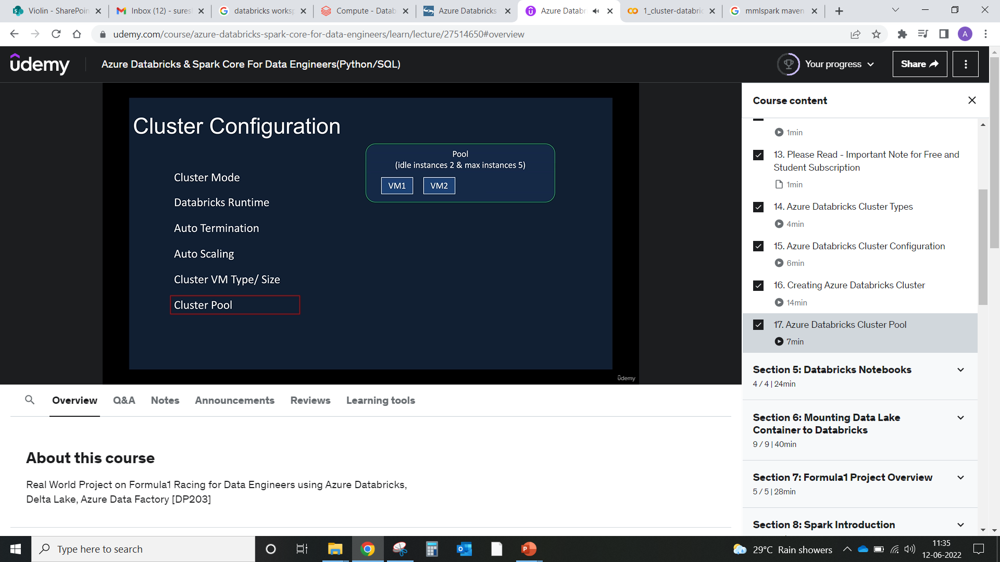 Violin - SharePoin
Inbox (12) - suresl
databricks worksp
Compute - Datab
Azure Databricks
Azure Databr
1_cluster-databric
mmlspark maven
udemy.com/course/azure-databricks-spark-core-for-data-engineers/learn/lecture/27514650#overview
A
ûdemy
Azure Databricks & Spark Core For Data Engineers(Python/SQL)
Your progress
Share
Cluster Configuration
Pool
(idle instances 2 & max instances 5)
VM1
VM2
Cluster Mode
Databricks Runtime
Auto Termination
Auto Scaling
Cluster VM Type/ Size
Cluster Pool
ûdemy
Course content
1min
13. Please Read - Important Note for Free and
Student Subscription
1min
14. Azure Databricks Cluster Types
4min
15. Azure Databricks Cluster Configuration
6min
16. Creating Azure Databricks Cluster
14min
17. Azure Databricks Cluster Pool
7min
Section 5: Databricks Notebooks
4 / 4 | 24min
Section 6: Mounting Data Lake
Container to Databricks
9 / 9 | 40min
Section 7: Formula1 Project Overview
5 / 5 | 28min
Section 8: Spark Introduction
Overview
Q&A
Notes
Announcements
Reviews
Learning tools
About this course
Real World Project on Formula1 Racing for Data Engineers using Azure Databricks,
Delta Lake, Azure Data Factory [DP203]
Type here to search
29°C Rain showers
11:35
12-06-2022